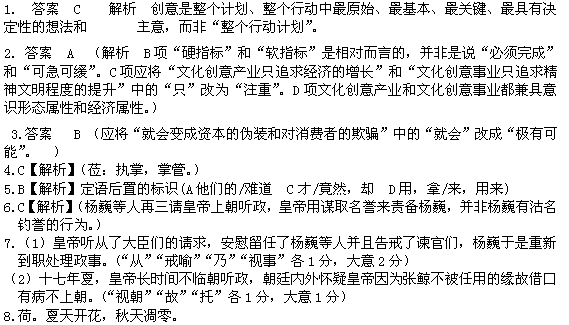 1. 答案 C 解析 创意是整个计划、整个行动中最原始、最基本、最关键、最具有决
定性的想法和 主意,而非“整个行动计划”。
2. 答案 A (解析 B项“硬指标”和“软指标”是相对而言的,并非是说“必须完成”
和“可急可缓”。C项应将“文化创意产业只追求经济的增长”和“文化创意事业只追求精
神文明程度的提升”中的“只”改为“注重”。D项文化创意产业和文化创意事业都兼具意
识形态属性和经济属性。)
3.答案 B (应将“就会变成资本的伪装和对消费者的欺骗”中的“就会”改成“极有可
能”。 )
4.C【解析】(莅:执掌,掌管。)
5.B【解析】定语后置的标识(A他们的/难道 C才/竟然,却 D用,拿/来,用来)
6.C【解析】(杨巍等人再三请皇帝上朝听政,皇帝用谋取名誉来责备杨巍,并非杨巍有沽名
钓誉的行为。)
7.(1)皇帝听从了大臣们的请求,安慰留任了杨巍等人并且告戒了谏官们,杨巍于是重新
到职处理政事。(“从”“戒喻”“乃”“视事”各1分,大意2分)
(2)十七年夏,皇帝长时间不临朝听政,朝廷内外怀疑皇帝因为张鲸不被任用的缘故借口
有病不上朝。(“视朝”“故”“托”各1分,大意1分)
8.荷。夏天开花,秋天凋零。